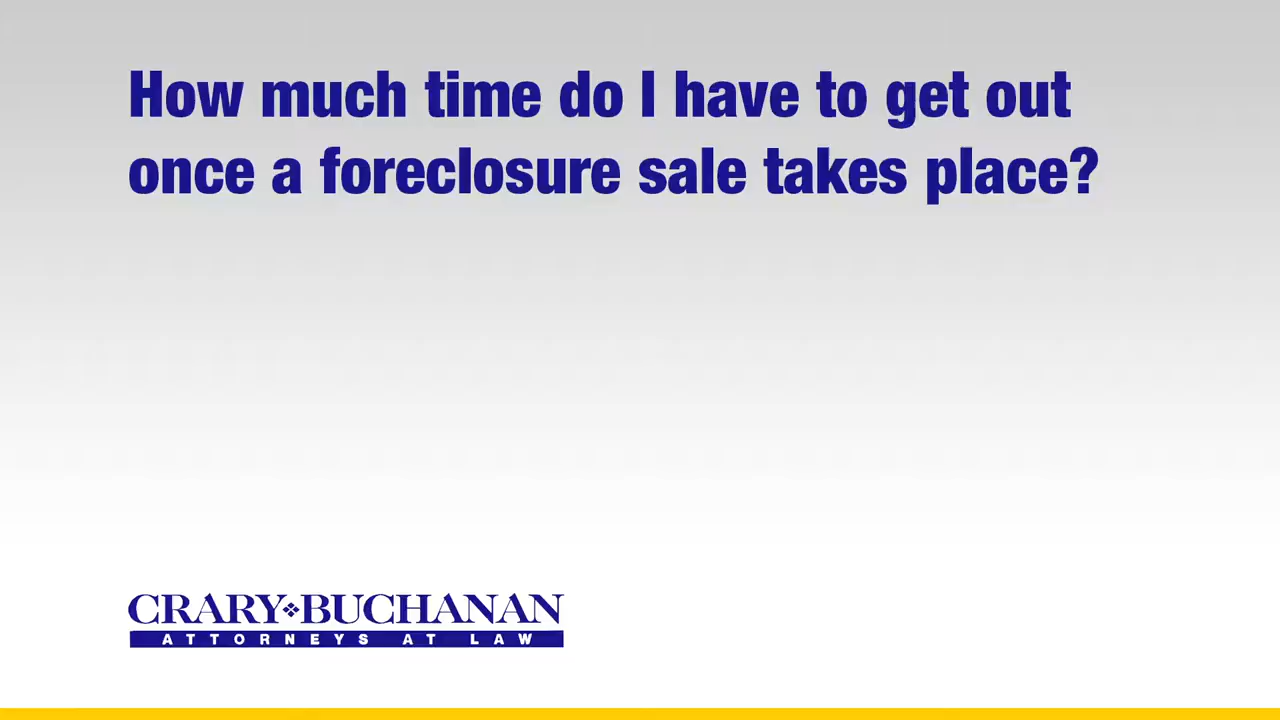 How much time do I have to get out
once a foreclosure sale takes place?
CRARY BUCHANAN
ATTORNEYS AT LAW